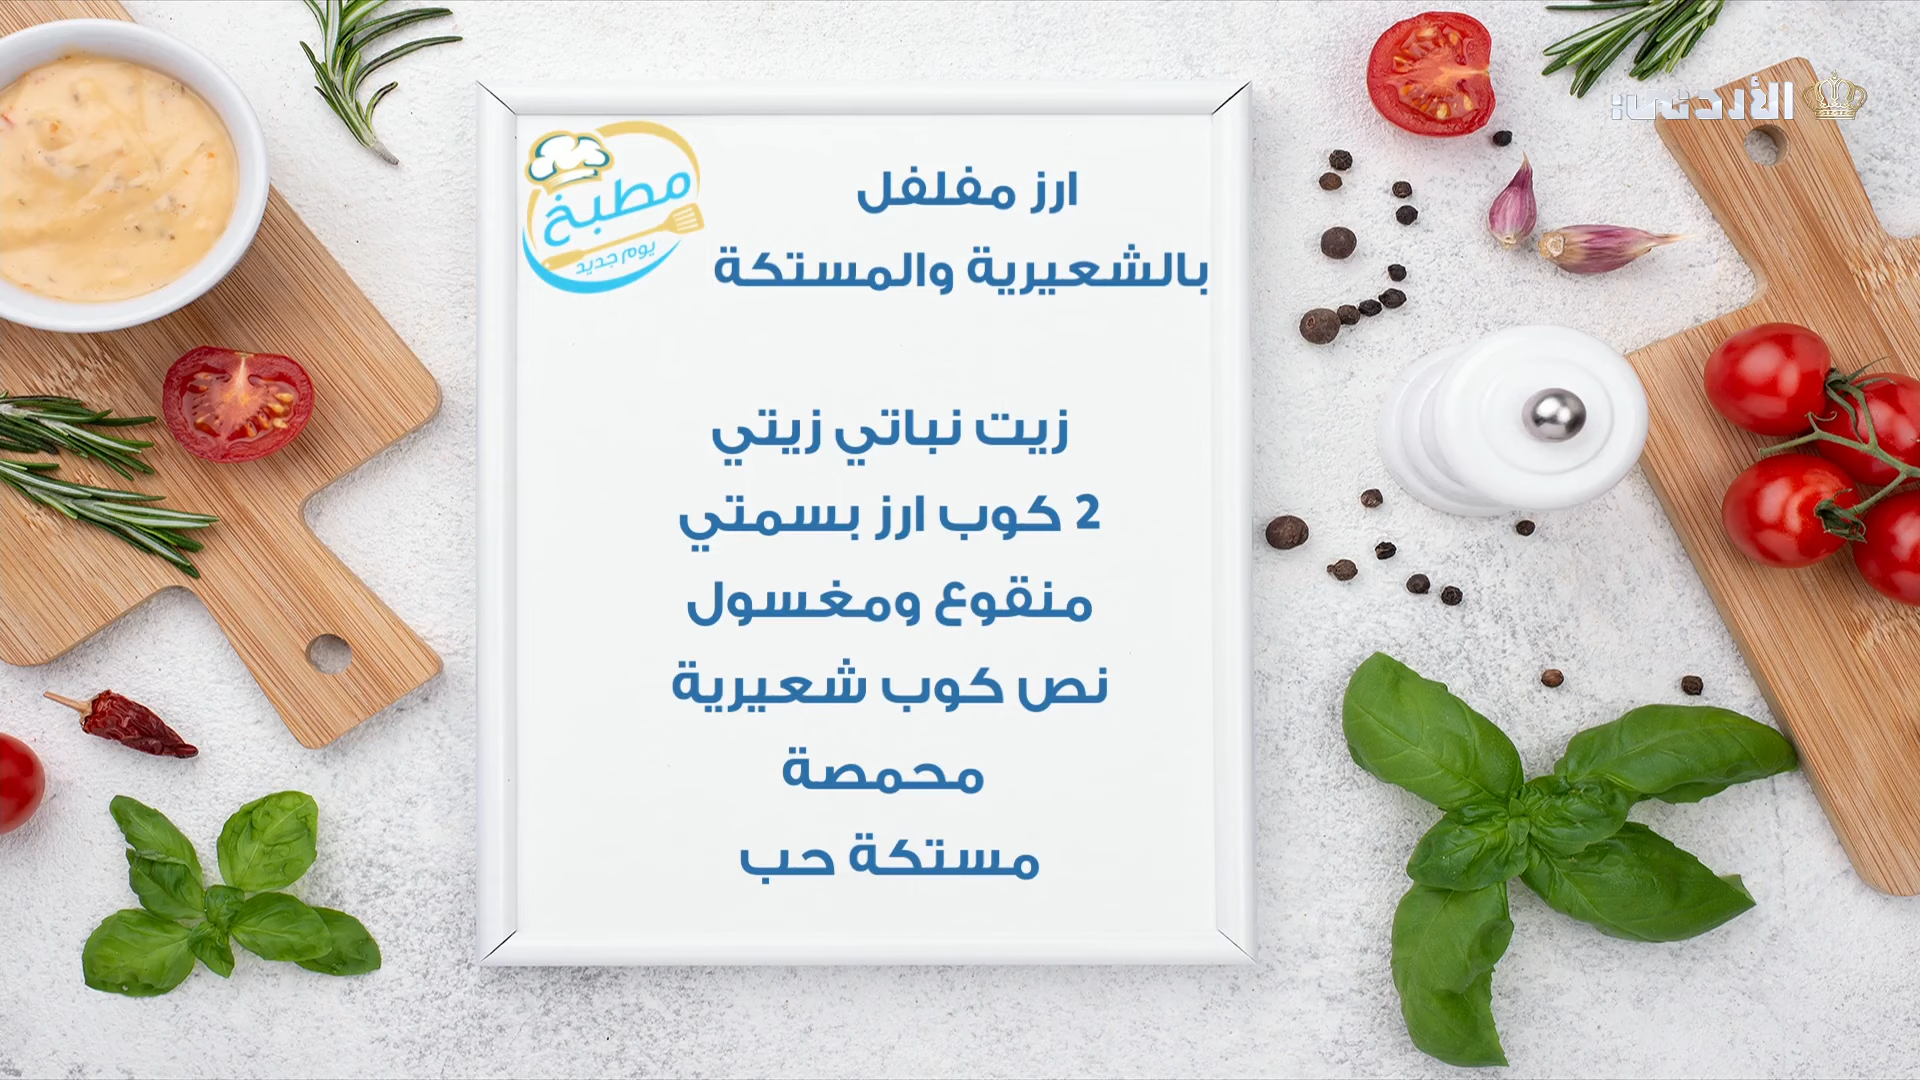 الأردني
مطبخ
يوم جديد
ارز مفلفل
بالشعيرية والمستكة
زيت نباتي زيتي
2 كوب ارز بسمتي
منقوع ومغسول
نص كوب شعيرية
محمصة
مستكة حب